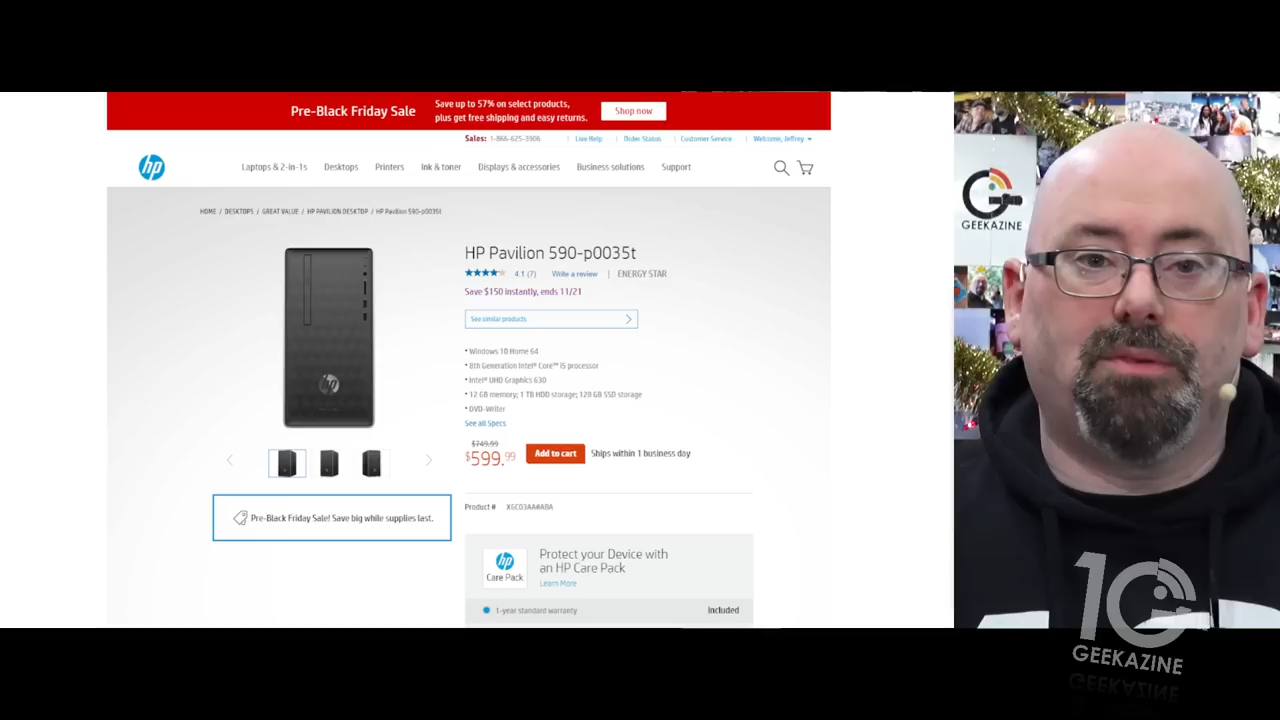 Pre-Black Friday Sale
Save up to 57% on select products,
plus get free shipping and easy returns.
Shop now
Sales: 1-866-625-3906 | Live Help | Order Status | Customer Service | Welcome, Jeffrey
hp
Laptops & 2-in-1s Desktops Printers Ink & toner Displays & accessories Business solutions Support
HOME / DESKTOPS / GREAT VALUE / HP PAVILION DESKTOP / HP Pavilion 590-p0035t
HP Pavilion 590-p0035t
4.1 (7) Write a review | ENERGY STAR
Save $150 instantly, ends 11/21
See similar products
• Windows 10 Home 64
• 8th Generation Intel® Core™ i5 processor
• Intel® UHD Graphics 630
• 12 GB memory; 1 TB HDD storage; 128 GB SSD storage
• DVD-Writer
See all Specs
$749.99
$599.99 Add to cart Ships within 1 business day
Pre-Black Friday Sale! Save big while supplies last.
Product # X6C03AA#ABA
hp
Care Pack
Protect your Device with
an HP Care Pack
Learn More
1-year standard warranty Included
GEEKAZINE
10
GEEKAZINE